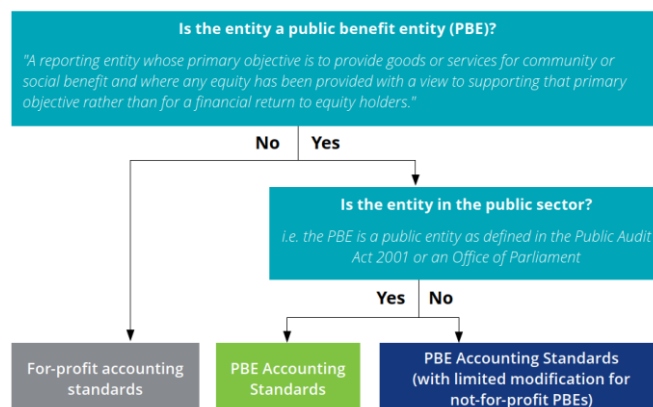 Is the entity a public benefit entity (PBE)?
"A reporting entity whose primary objective is to provide goods or services for community or
social benefit and where any equity has been provided with a view to supporting that primary
objective rather than for a financial return to equity holders."
No Yes
Is the entity in the public sector?
i.e. the PBE is a public entity as defined in the Public Audit
Act 2001 or an Office of Parliament
Yes No
For-profit accounting
standards
PBE Accounting
Standards
PBE Accounting Standards
(with limited modification for
not-for-profit PBEs)